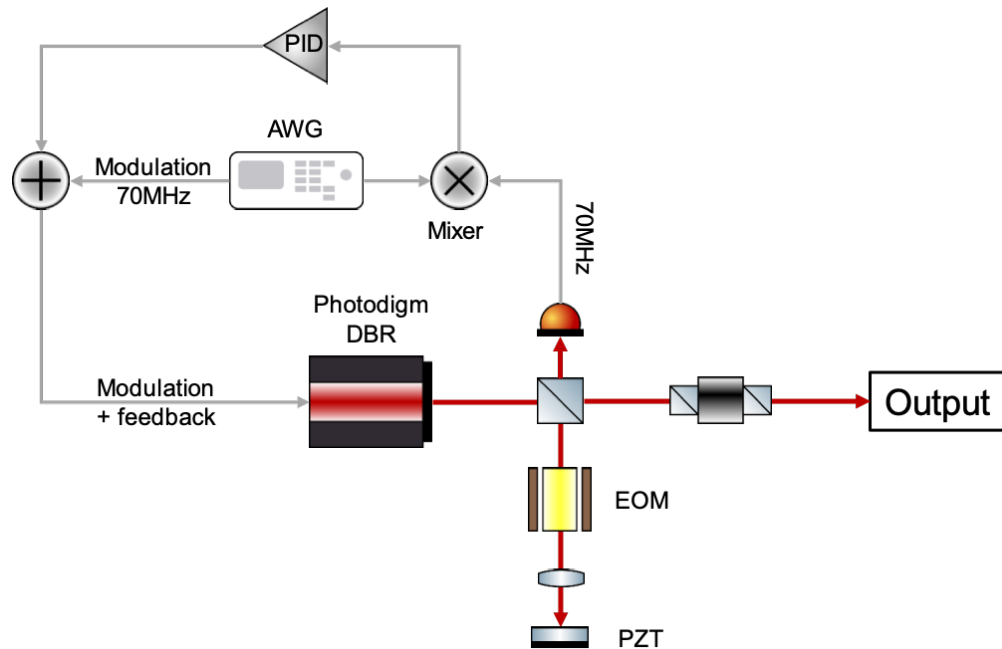 PID
AWG
Modulation
70MHz
Mixer
70MHz
Photodigm
DBR
Modulation
+ feedback
Output
EOM
PZT